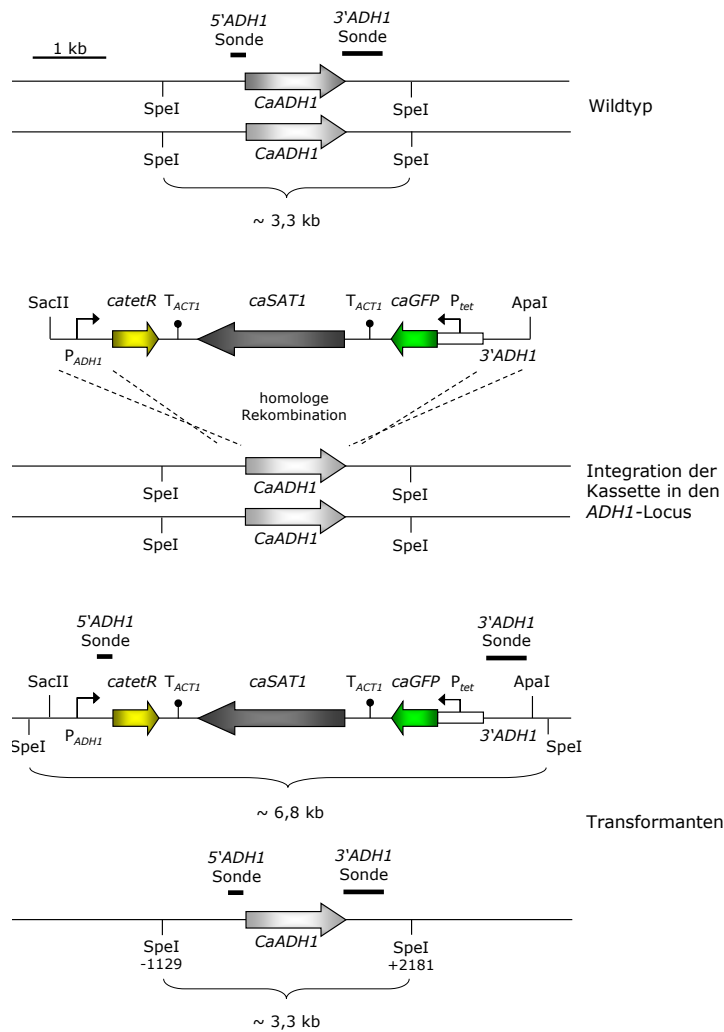 5'ADH1
Sonde
3'ADH1
Sonde
1 kb
SpeI
CaADH1
SpeI
Wildtyp
SpeI
CaADH1
SpeI
~ 3,3 kb
SacII
catetR
TACT1
caSAT1
TACT1
caGFP
Ptet
ApaI
PADH1
3'ADH1
homologe
Rekombination
SpeI
CaADH1
SpeI
Integration der
Kassette in den
ADH1-Locus
SpeI
CaADH1
SpeI
5'ADH1
Sonde
3'ADH1
Sonde
SacII
catetR
TACT1
caSAT1
TACT1
caGFP
Ptet
ApaI
SpeI
PADH1
3'ADH1
SpeI
~ 6,8 kb
Transformanten
5'ADH1
Sonde
3'ADH1
Sonde
SpeI
-1129
CaADH1
SpeI
+2181
~ 3,3 kb